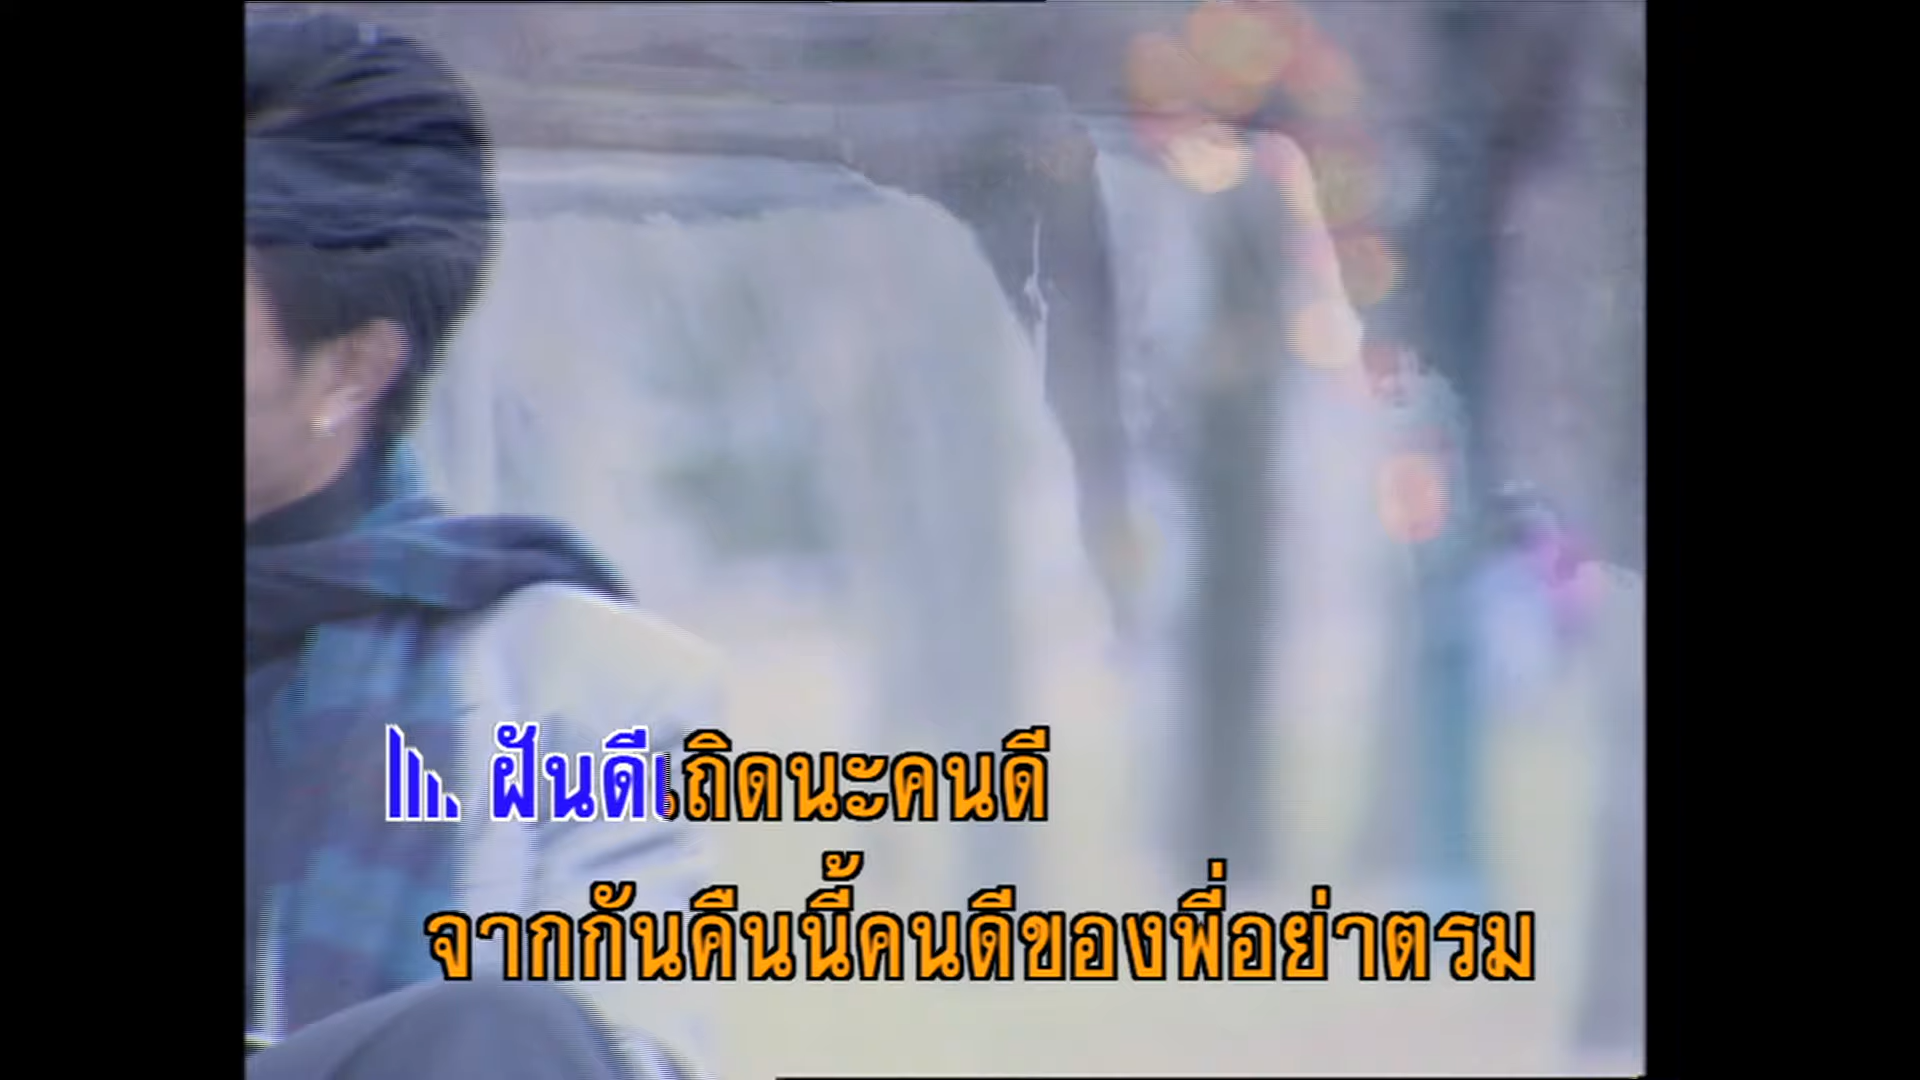 ฝันดีเถิดนะคนดี
จากกันคืนนี้คนดีของพี่อย่าตรม